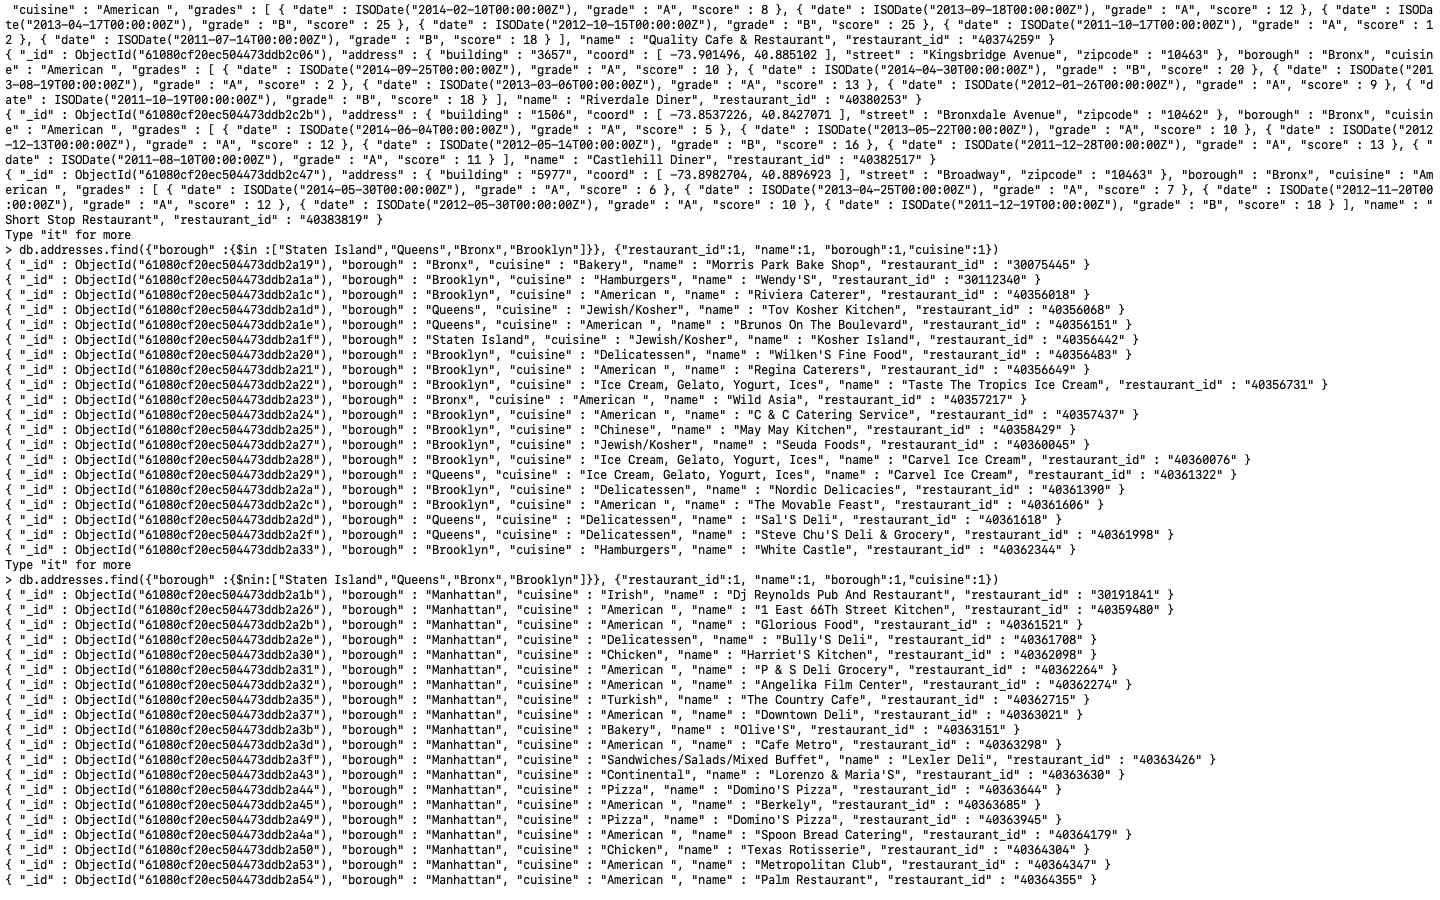 "cuisine" : "American ", "grades" : [ { "date" : ISODate("2014-02-10T00:00:00Z"), "grade" : "A", "score" : 8 }, { "date" : ISODate("2013-09-18T00:00:00Z"), "grade" : "A", "score" : 12 }, { "date" : ISODa
te("2013-04-17T00:00:00Z"), "grade" : "B", "score" : 25 }, { "date" : ISODate("2012-10-15T00:00:00Z"), "grade" : "B", "score" : 25 }, { "date" : ISODate("2011-10-17T00:00:00Z"), "grade" : "A", "score" : 1
2 }, { "date" : ISODate("2011-07-14T00:00:00Z"), "grade" : "B", "score" : 18 } ], "name" : "Quality Cafe & Restaurant", "restaurant_id" : "40374259" }
{ "_id" : ObjectId("61080cf20ec504473ddb2c06"), "address" : { "building" : "3657", "coord" : [ -73.901496, 40.885102 ], "street" : "Kingsbridge Avenue", "zipcode" : "10463" }, "borough" : "Bronx", "cuisin
e" : "American ", "grades" : [ { "date" : ISODate("2014-09-25T00:00:00Z"), "grade" : "A", "score" : 10 }, { "date" : ISODate("2014-04-30T00:00:00Z"), "grade" : "B", "score" : 20 }, { "date" : ISODate("201
3-08-19T00:00:00Z"), "grade" : "A", "score" : 2 }, { "date" : ISODate("2013-03-06T00:00:00Z"), "grade" : "A", "score" : 13 }, { "date" : ISODate("2012-01-26T00:00:00Z"), "grade" : "A", "score" : 9 }, { "d
ate" : ISODate("2011-10-19T00:00:00Z"), "grade" : "B", "score" : 18 } ], "name" : "Riverdale Diner", "restaurant_id" : "40380253" }
{ "_id" : ObjectId("61080cf20ec504473ddb2c2b"), "address" : { "building" : "1506", "coord" : [ -73.8537226, 40.8427071 ], "street" : "Bronxdale Avenue", "zipcode" : "10462" }, "borough" : "Bronx", "cuisin
e" : "American ", "grades" : [ { "date" : ISODate("2014-06-04T00:00:00Z"), "grade" : "A", "score" : 5 }, { "date" : ISODate("2013-05-22T00:00:00Z"), "grade" : "A", "score" : 10 }, { "date" : ISODate("2012
-12-13T00:00:00Z"), "grade" : "A", "score" : 12 }, { "date" : ISODate("2012-05-14T00:00:00Z"), "grade" : "B", "score" : 16 }, { "date" : ISODate("2011-12-28T00:00:00Z"), "grade" : "A", "score" : 13 }, { "
date" : ISODate("2011-08-10T00:00:00Z"), "grade" : "A", "score" : 11 } ], "name" : "Castlehill Diner", "restaurant_id" : "40382517" }
{ "_id" : ObjectId("61080cf20ec504473ddb2c47"), "address" : { "building" : "5977", "coord" : [ -73.8982704, 40.8896923 ], "street" : "Broadway", "zipcode" : "10463" }, "borough" : "Bronx", "cuisine" : "Am
erican ", "grades" : [ { "date" : ISODate("2014-05-30T00:00:00Z"), "grade" : "A", "score" : 6 }, { "date" : ISODate("2013-04-25T00:00:00Z"), "grade" : "A", "score" : 7 }, { "date" : ISODate("2012-11-20T00
:00:00Z"), "grade" : "A", "score" : 12 }, { "date" : ISODate("2012-05-30T00:00:00Z"), "grade" : "A", "score" : 10 }, { "date" : ISODate("2011-12-19T00:00:00Z"), "grade" : "B", "score" : 18 } ], "name" : "
Short Stop Restaurant", "restaurant_id" : "40383819" }
Type "it" for more
> db.addresses.find({"borough" :{$in :["Staten Island","Queens","Bronx","Brooklyn"]}}, {"restaurant_id":1, "name":1, "borough":1,"cuisine":1})
{ "_id" : ObjectId("61080cf20ec504473ddb2a19"), "borough" : "Bronx", "cuisine" : "Bakery", "name" : "Morris Park Bake Shop", "restaurant_id" : "30075445" }
{ "_id" : ObjectId("61080cf20ec504473ddb2a1a"), "borough" : "Brooklyn", "cuisine" : "Hamburgers", "name" : "Wendy'S", "restaurant_id" : "30112340" }
{ "_id" : ObjectId("61080cf20ec504473ddb2a1c"), "borough" : "Brooklyn", "cuisine" : "American ", "name" : "Riviera Caterer", "restaurant_id" : "40356018" }
{ "_id" : ObjectId("61080cf20ec504473ddb2a1d"), "borough" : "Queens", "cuisine" : "Jewish/Kosher", "name" : "Tov Kosher Kitchen", "restaurant_id" : "40356068" }
{ "_id" : ObjectId("61080cf20ec504473ddb2a1e"), "borough" : "Queens", "cuisine" : "American ", "name" : "Brunos On The Boulevard", "restaurant_id" : "40356151" }
{ "_id" : ObjectId("61080cf20ec504473ddb2a1f"), "borough" : "Staten Island", "cuisine" : "Jewish/Kosher", "name" : "Kosher Island", "restaurant_id" : "40356442" }
{ "_id" : ObjectId("61080cf20ec504473ddb2a20"), "borough" : "Brooklyn", "cuisine" : "Delicatessen", "name" : "Wilken'S Fine Food", "restaurant_id" : "40356483" }
{ "_id" : ObjectId("61080cf20ec504473ddb2a21"), "borough" : "Brooklyn", "cuisine" : "American ", "name" : "Regina Caterers", "restaurant_id" : "40356649" }
{ "_id" : ObjectId("61080cf20ec504473ddb2a22"), "borough" : "Brooklyn", "cuisine" : "Ice Cream, Gelato, Yogurt, Ices", "name" : "Taste The Tropics Ice Cream", "restaurant_id" : "40356731" }
{ "_id" : ObjectId("61080cf20ec504473ddb2a23"), "borough" : "Bronx", "cuisine" : "American ", "name" : "Wild Asia", "restaurant_id" : "40357217" }
{ "_id" : ObjectId("61080cf20ec504473ddb2a24"), "borough" : "Brooklyn", "cuisine" : "American ", "name" : "C & C Catering Service", "restaurant_id" : "40357437" }
{ "_id" : ObjectId("61080cf20ec504473ddb2a25"), "borough" : "Brooklyn", "cuisine" : "Chinese", "name" : "May May Kitchen", "restaurant_id" : "40358429" }
{ "_id" : ObjectId("61080cf20ec504473ddb2a27"), "borough" : "Brooklyn", "cuisine" : "Jewish/Kosher", "name" : "Seuda Foods", "restaurant_id" : "40360045" }
{ "_id" : ObjectId("61080cf20ec504473ddb2a28"), "borough" : "Brooklyn", "cuisine" : "Ice Cream, Gelato, Yogurt, Ices", "name" : "Carvel Ice Cream", "restaurant_id" : "40360076" }
{ "_id" : ObjectId("61080cf20ec504473ddb2a29"), "borough" : "Queens", "cuisine" : "Ice Cream, Gelato, Yogurt, Ices", "name" : "Carvel Ice Cream", "restaurant_id" : "40361322" }
{ "_id" : ObjectId("61080cf20ec504473ddb2a2a"), "borough" : "Brooklyn", "cuisine" : "Delicatessen", "name" : "Nordic Delicacies", "restaurant_id" : "40361390" }
{ "_id" : ObjectId("61080cf20ec504473ddb2a2c"), "borough" : "Brooklyn", "cuisine" : "American ", "name" : "The Movable Feast", "restaurant_id" : "40361606" }
{ "_id" : ObjectId("61080cf20ec504473ddb2a2d"), "borough" : "Queens", "cuisine" : "Delicatessen", "name" : "Sal'S Deli", "restaurant_id" : "40361618" }
{ "_id" : ObjectId("61080cf20ec504473ddb2a2f"), "borough" : "Queens", "cuisine" : "Delicatessen", "name" : "Steve Chu'S Deli & Grocery", "restaurant_id" : "40361998" }
{ "_id" : ObjectId("61080cf20ec504473ddb2a33"), "borough" : "Brooklyn", "cuisine" : "Hamburgers", "name" : "White Castle", "restaurant_id" : "40362344" }
Type "it" for more
> db.addresses.find({"borough" :{$nin:["Staten Island","Queens","Bronx","Brooklyn"]}}, {"restaurant_id":1, "name":1, "borough":1,"cuisine":1})
{ "_id" : ObjectId("61080cf20ec504473ddb2a1b"), "borough" : "Manhattan", "cuisine" : "Irish", "name" : "Dj Reynolds Pub And Restaurant", "restaurant_id" : "30191841" }
{ "_id" : ObjectId("61080cf20ec504473ddb2a26"), "borough" : "Manhattan", "cuisine" : "American ", "name" : "1 East 66Th Street Kitchen", "restaurant_id" : "40359480" }
{ "_id" : ObjectId("61080cf20ec504473ddb2a2b"), "borough" : "Manhattan", "cuisine" : "American ", "name" : "Glorious Food", "restaurant_id" : "40361521" }
{ "_id" : ObjectId("61080cf20ec504473ddb2a2e"), "borough" : "Manhattan", "cuisine" : "Delicatessen", "name" : "Bully'S Deli", "restaurant_id" : "40361708" }
{ "_id" : ObjectId("61080cf20ec504473ddb2a30"), "borough" : "Manhattan", "cuisine" : "Chicken", "name" : "Harriet'S Kitchen", "restaurant_id" : "40362098" }
{ "_id" : ObjectId("61080cf20ec504473ddb2a31"), "borough" : "Manhattan", "cuisine" : "American ", "name" : "P & S Deli Grocery", "restaurant_id" : "40362264" }
{ "_id" : ObjectId("61080cf20ec504473ddb2a32"), "borough" : "Manhattan", "cuisine" : "American ", "name" : "Angelika Film Center", "restaurant_id" : "40362274" }
{ "_id" : ObjectId("61080cf20ec504473ddb2a35"), "borough" : "Manhattan", "cuisine" : "Turkish", "name" : "The Country Cafe", "restaurant_id" : "40362715" }
{ "_id" : ObjectId("61080cf20ec504473ddb2a37"), "borough" : "Manhattan", "cuisine" : "American ", "name" : "Downtown Deli", "restaurant_id" : "40363021" }
{ "_id" : ObjectId("61080cf20ec504473ddb2a3b"), "borough" : "Manhattan", "cuisine" : "Bakery", "name" : "Olive'S", "restaurant_id" : "40363151" }
{ "_id" : ObjectId("61080cf20ec504473ddb2a3d"), "borough" : "Manhattan", "cuisine" : "American ", "name" : "Cafe Metro", "restaurant_id" : "40363298" }
{ "_id" : ObjectId("61080cf20ec504473ddb2a3f"), "borough" : "Manhattan", "cuisine" : "Sandwiches/Salads/Mixed Buffet", "name" : "Lexler Deli", "restaurant_id" : "40363426" }
{ "_id" : ObjectId("61080cf20ec504473ddb2a43"), "borough" : "Manhattan", "cuisine" : "Continental", "name" : "Lorenzo & Maria'S", "restaurant_id" : "40363630" }
{ "_id" : ObjectId("61080cf20ec504473ddb2a44"), "borough" : "Manhattan", "cuisine" : "Pizza", "name" : "Domino'S Pizza", "restaurant_id" : "40363644" }
{ "_id" : ObjectId("61080cf20ec504473ddb2a45"), "borough" : "Manhattan", "cuisine" : "American ", "name" : "Berkely", "restaurant_id" : "40363685" }
{ "_id" : ObjectId("61080cf20ec504473ddb2a49"), "borough" : "Manhattan", "cuisine" : "Pizza", "name" : "Domino'S Pizza", "restaurant_id" : "40363945" }
{ "_id" : ObjectId("61080cf20ec504473ddb2a4a"), "borough" : "Manhattan", "cuisine" : "American ", "name" : "Spoon Bread Catering", "restaurant_id" : "40364179" }
{ "_id" : ObjectId("61080cf20ec504473ddb2a50"), "borough" : "Manhattan", "cuisine" : "Chicken", "name" : "Texas Rotisserie", "restaurant_id" : "40364304" }
{ "_id" : ObjectId("61080cf20ec504473ddb2a53"), "borough" : "Manhattan", "cuisine" : "American ", "name" : "Metropolitan Club", "restaurant_id" : "40364347" }
{ "_id" : ObjectId("61080cf20ec504473ddb2a54"), "borough" : "Manhattan", "cuisine" : "American ", "name" : "Palm Restaurant", "restaurant_id" : "40364355" }